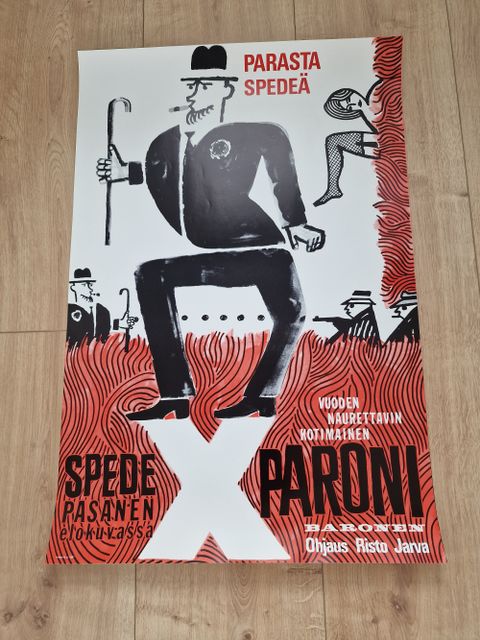 PARASTA
SPEDEÄ
VUODEN
NAURETTAVIN
KOTIMAINEN
SPEDE
PASANEN
elokuvassa
X PARONI
BARONEN
Ohjaus Risto Jarva